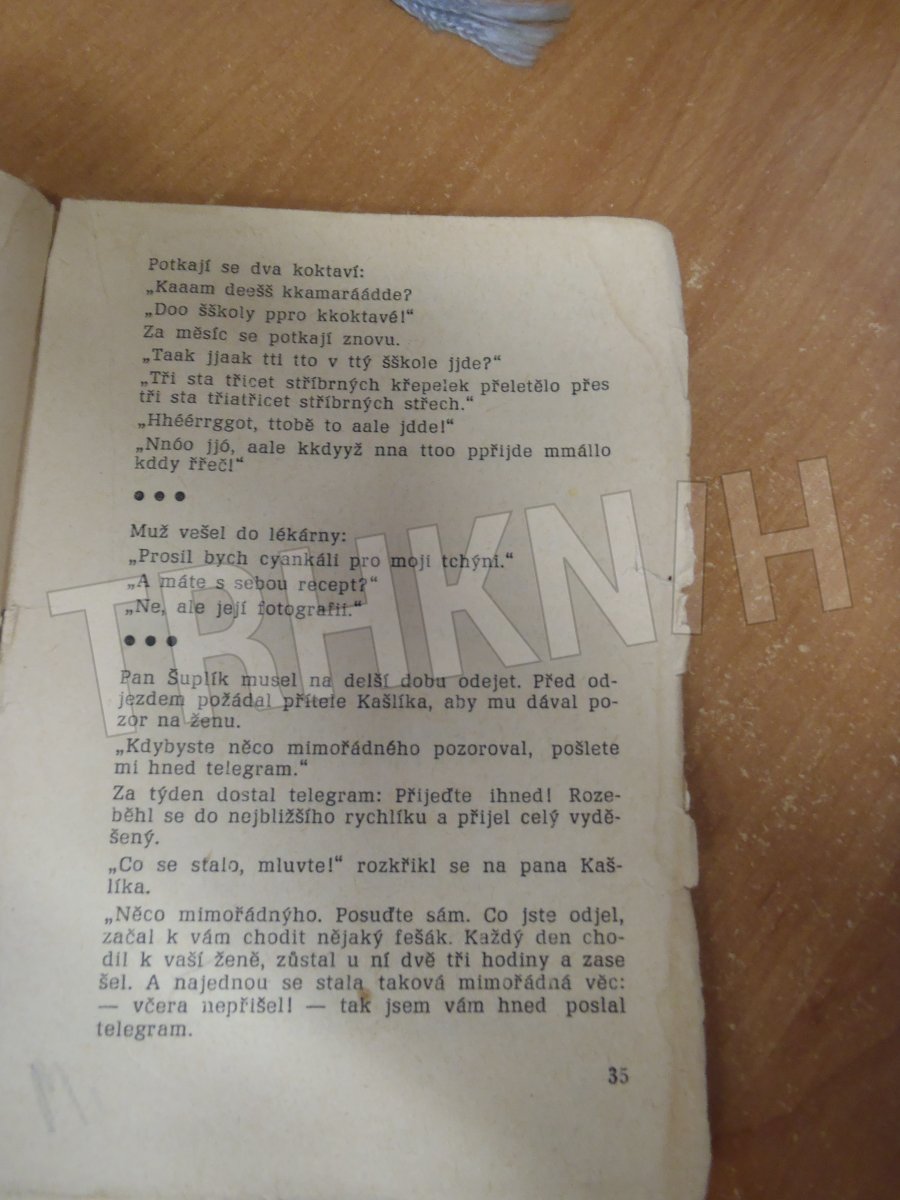 Potkají se dva koktaví:
„Kaaam deešš kkamaráádde?
„Doo šškoly ppro kkoktavé!“
Za měsíc se potkají znovu.
„Taak jjaak tti tto v ttý šškole jjde?“
„Tři sta třicet stříbrných křepelek přeletělo přes
tři sta třiatřicet stříbrných střech.“
„Hhéérrggot, ttobě to aale jdde!“
„Nnóo jjó, aale kkdyyž nna ttoo ppřijde mmállo
kddy řřeč!“
● ● ●
Muž vešel do lékárny:
„Prosil bych cyankáli pro moji tchýni.“
„A máte s sebou recept?“
„Ne, ale její fotografii.“
● ● ●
Pan Šuplík musel na delší dobu odejet. Před od-
jezdem požádal přítele Kašlíka, aby mu dával po-
zor na ženu.
„Kdybyste něco mimořádného pozoroval, pošlete
mi hned telegram.“
Za týden dostal telegram: Přijeďte ihned! Roze-
běhl se do nejbližšího rychlíku a přijel celý vydě-
šený.
„Co se stalo, mluvte!“ rozkřikl se na pana Kaš-
líka.
„Něco mimořádnýho. Posuďte sám. Co jste odjel,
začal k vám chodit nějaký fešák. Každý den cho-
dil k vaší ženě, zůstal u ní dvě tři hodiny a zase
šel. A najednou se stala taková mimořádná věc:
— včera nepřišel! — tak jsem vám hned poslal
telegram.
35
TRHKNIH